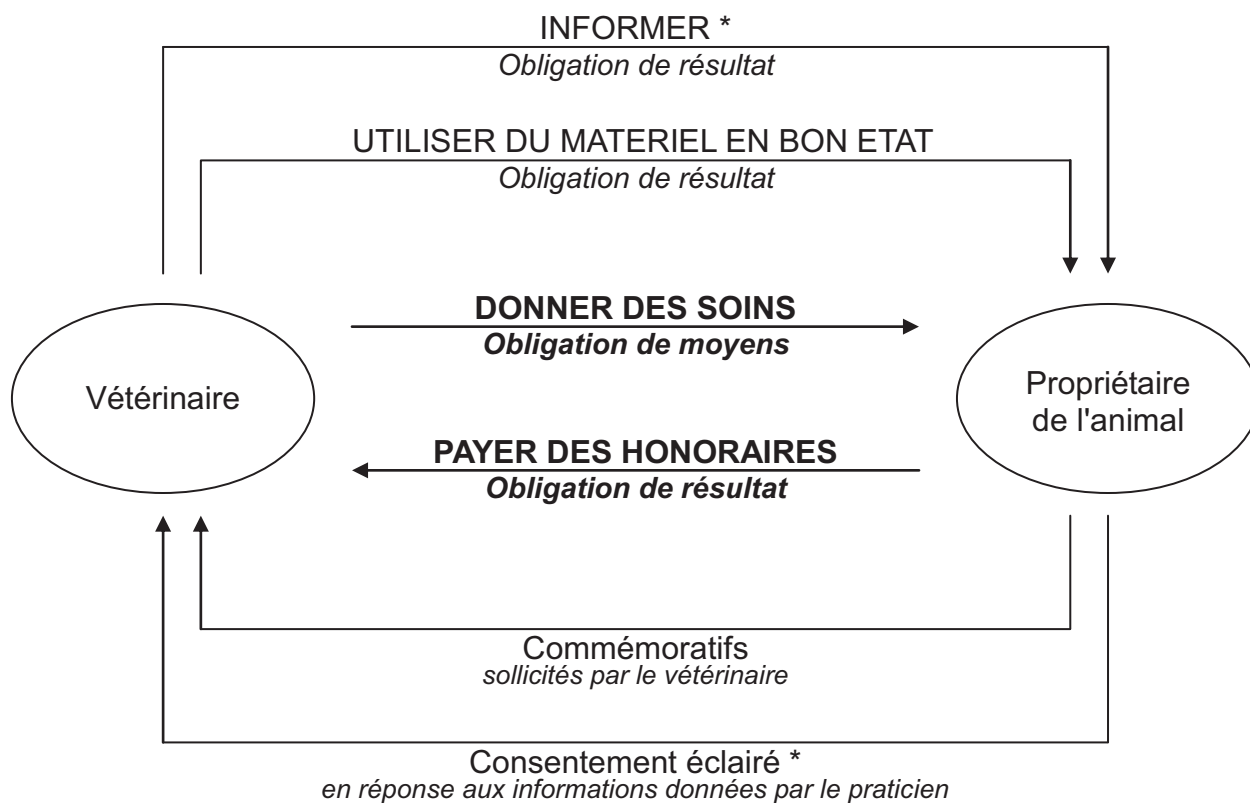 INFORMER *
Obligation de résultat
UTILISER DU MATERIEL EN BON ETAT
Obligation de résultat
DONNER DES SOINS
Obligation de moyens
Vétérinaire
Propriétaire
de l'animal
PAYER DES HONORAIRES
Obligation de résultat
Commémoratifs
sollicités par le vétérinaire
Consentement éclairé *
en réponse aux informations données par le praticien